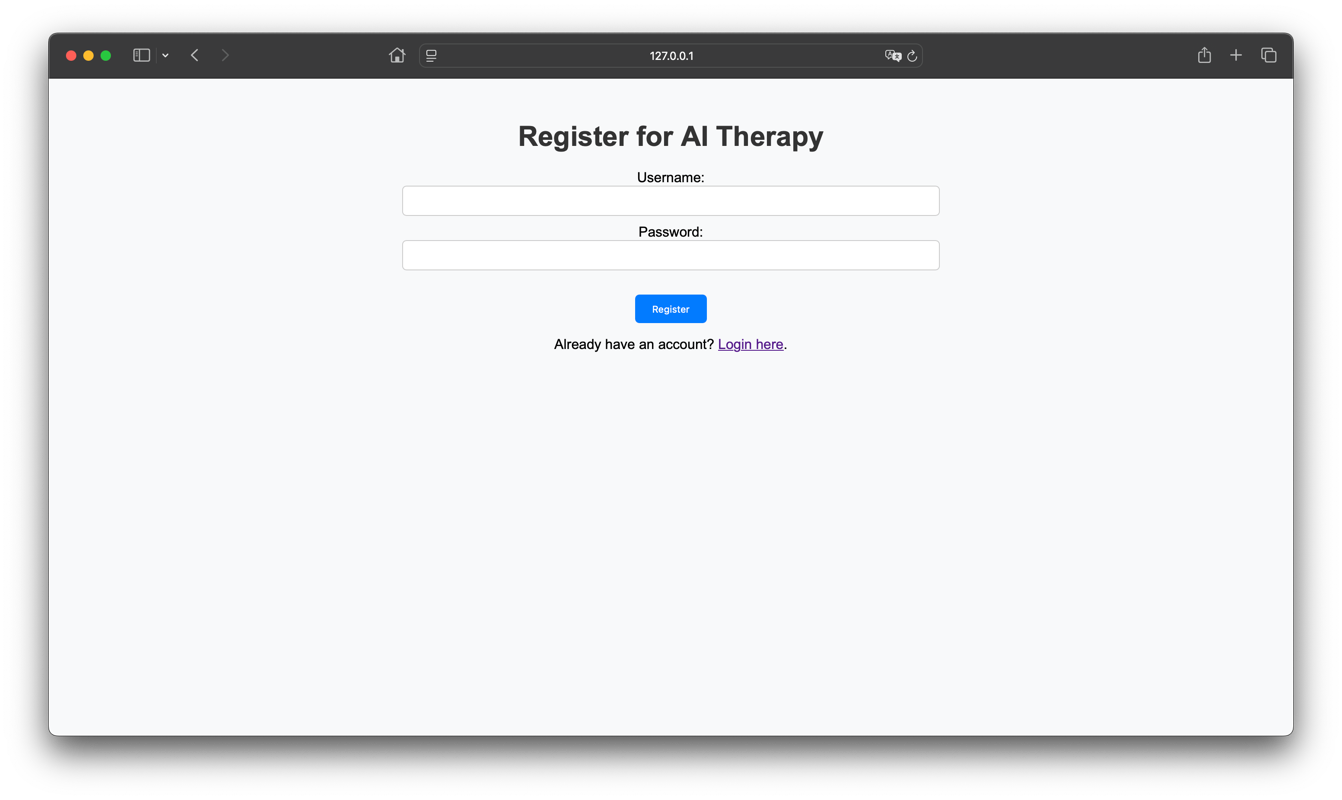 127.0.0.1
Register for AI Therapy
Username:
Password:
Register
Already have an account? Login here.